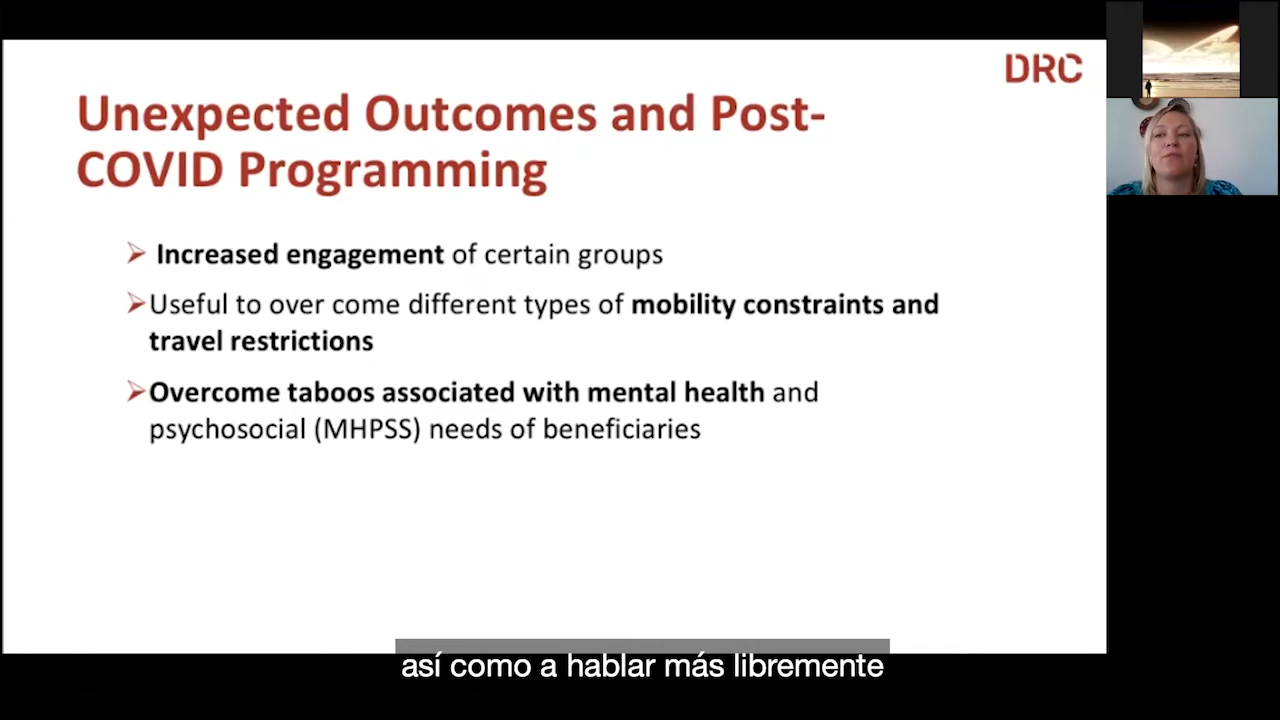 DRC
Unexpected Outcomes and Post-
COVID Programming
➢ Increased engagement of certain groups
➢Useful to over come different types of mobility constraints and
travel restrictions
➢Overcome taboos associated with mental health and
psychosocial (MHPSS) needs of beneficiaries
así como a hablar más libremente